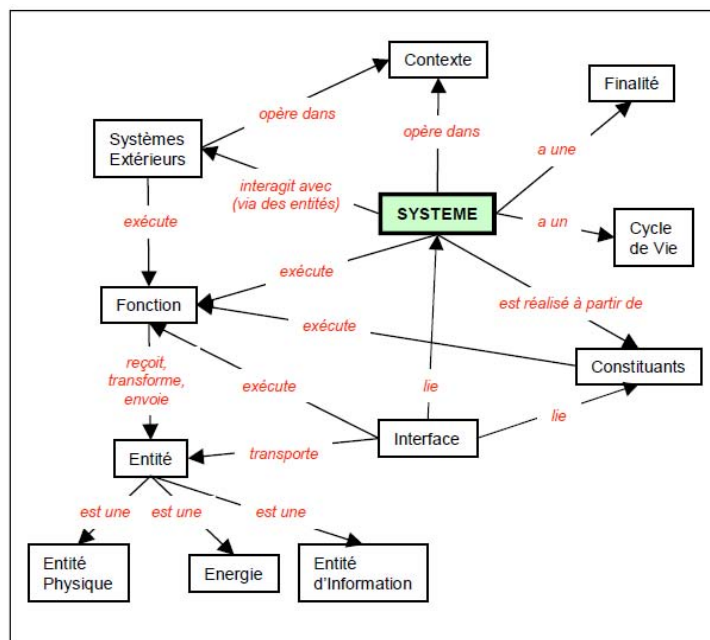 Contexte
Finalité
opère dans
Systèmes
Extérieurs
opère dans
a une
interagit avec
(via des entités)
SYSTEME
exécute
a un
Cycle
de Vie
exécute
Fonction
est réalisé à partir de
exécute
reçoit,
transforme,
envoie
exécute
Constituants
lie
lie
Interface
Entité
transporte
est une
est une
est une
Entité
Physique
Energie
Entité
d'Information